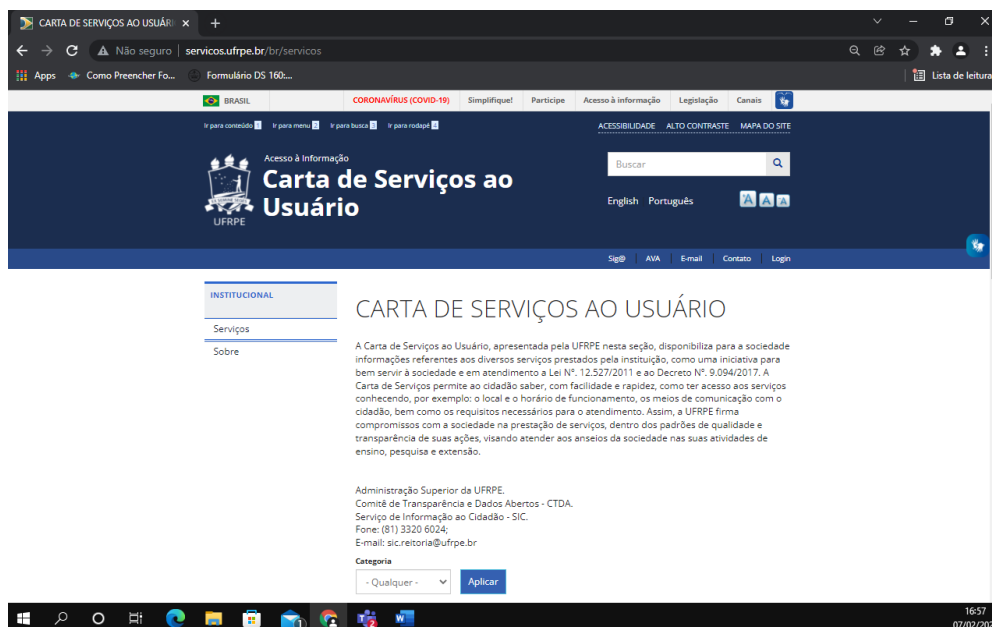 CARTA DE SERVIÇOS AO USUÁRI
Não seguro servicos.ufrpe.br/br/servicos
Apps Como Preencher Fo... Formulário DS 160:... Lista de leitura
BRASIL CORONAVÍRUS (COVID-19) Simplifique! Participe Acesso à informação Legislação Canais
Ir para conteúdo 1 Ir para menu 2 Ir para busca 3 Ir para rodapé 4 ACESSIBILIDADE ALTO CONTRASTE MAPA DO SITE
Acesso à Informação
Carta de Serviços ao
Usuário
UFRPE
Buscar
English Português A A A
Sig@ AVA E-mail Contato Login
INSTITUCIONAL
Serviços
Sobre
CARTA DE SERVIÇOS AO USUÁRIO
A Carta de Serviços ao Usuário, apresentada pela UFRPE nesta seção, disponibiliza para a sociedade
informações referentes aos diversos serviços prestados pela instituição, como uma iniciativa para
bem servir à sociedade e em atendimento a Lei Nº. 12.527/2011 e ao Decreto Nº. 9.094/2017. A
Carta de Serviços permite ao cidadão saber, com facilidade e rapidez, como ter acesso aos serviços
conhecendo, por exemplo: o local e o horário de funcionamento, os meios de comunicação com o
cidadão, bem como os requisitos necessários para o atendimento. Assim, a UFRPE firma
compromissos com a sociedade na prestação de serviços, dentro dos padrões de qualidade e
transparência de suas ações, visando atender aos anseios da sociedade nas suas atividades de
ensino, pesquisa e extensão.
Administração Superior da UFRPE.
Comitê de Transparência e Dados Abertos - CTDA.
Serviço de Informação ao Cidadão - SIC.
Fone: (81) 3320 6024;
E-mail: sic.reitoria@ufrpe.br
Categoria
- Qualquer - Aplicar
16:57
07/02/202